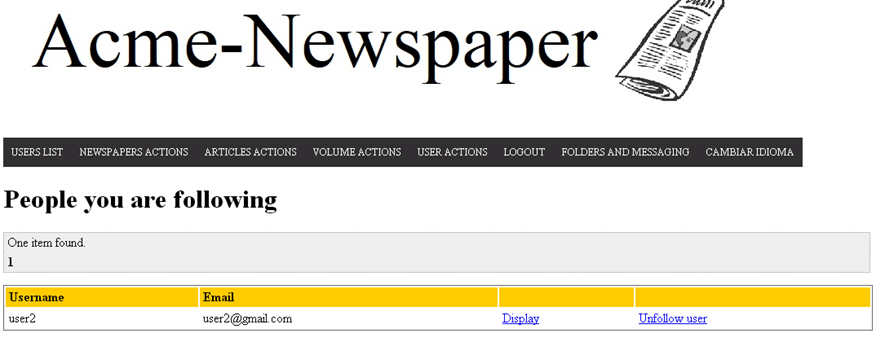 Acme-Newspaper
USERS LIST NEWSPAPERS ACTIONS ARTICLES ACTIONS VOLUME ACTIONS USER ACTIONS LOGOUT FOLDERS AND MESSAGING CAMBIAR IDIOMA
People you are following
One item found.
1
Username Email
user2 user2@gmail.com Display Unfollow user